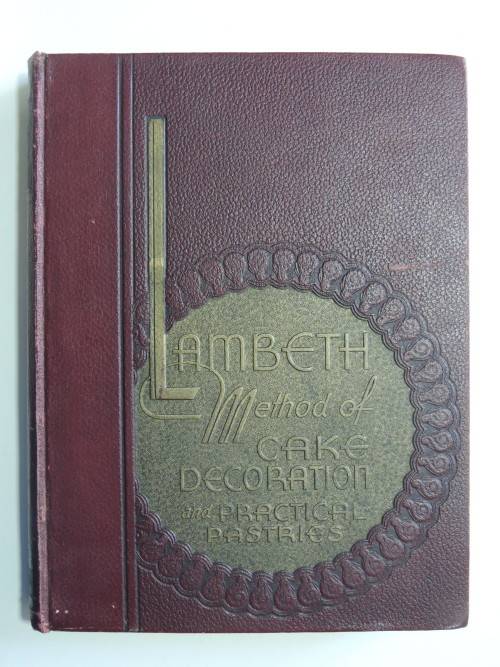 LAMBETH
Method of
CAKE
DECORATION
and PRACTICAL
PASTRIES